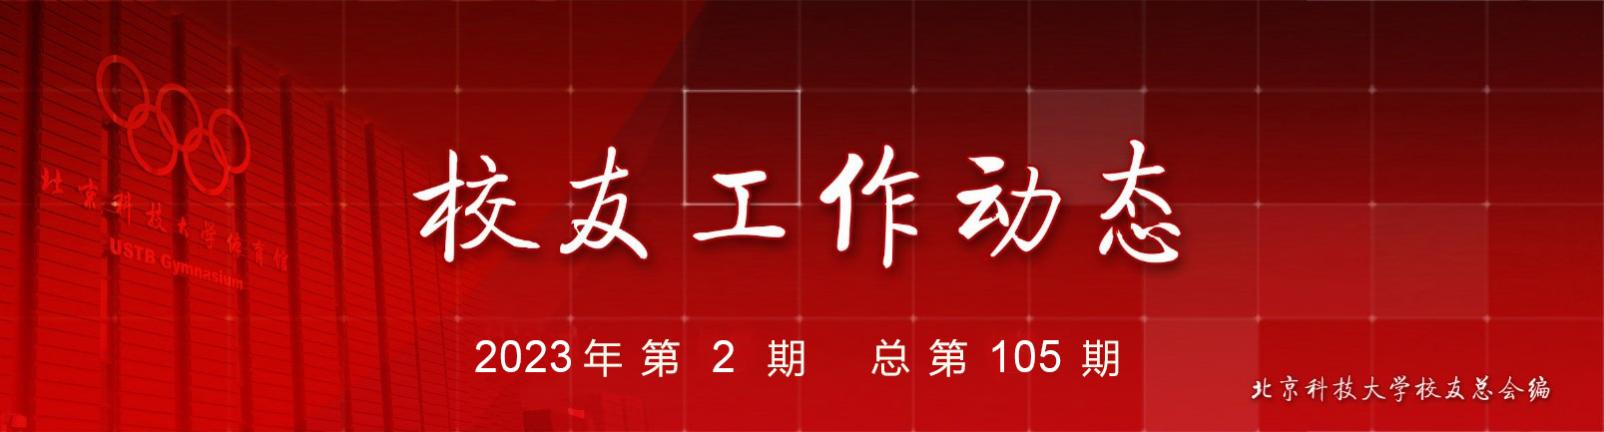 北京科技大学体育馆
USTB Gymnasium
校友工作动态
2023年第2期 总第105期
北京科技大学校友总会编